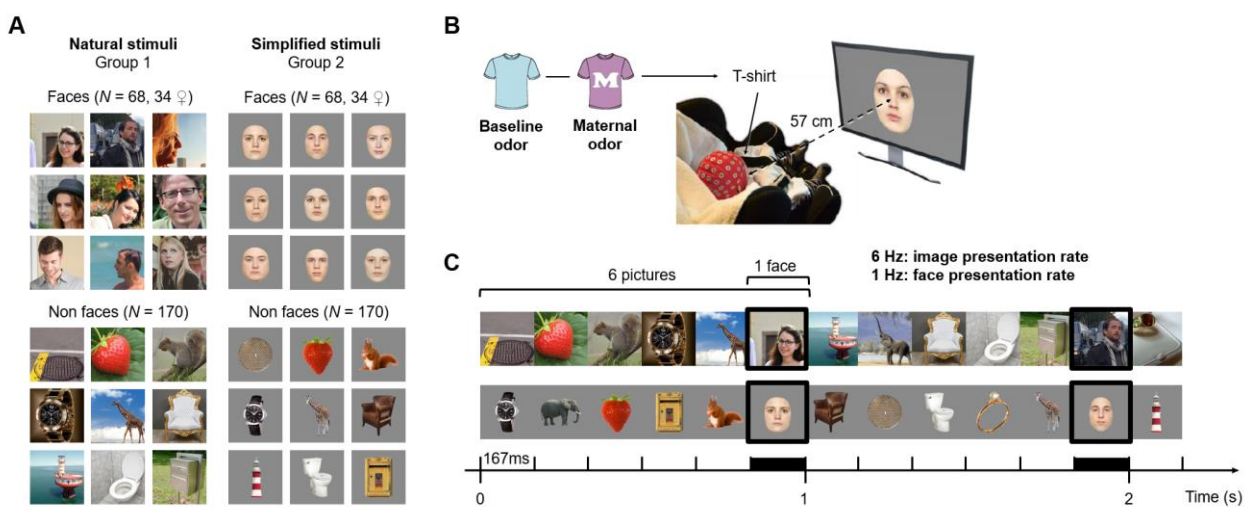 A
Natural stimuli
Group 1
Faces (N = 68, 34 ♀)
Non faces (N = 170)
Simplified stimuli
Group 2
Faces (N = 68, 34 ♀)
Non faces (N = 170)
B
M
Baseline
odor
Maternal
odor
T-shirt
57 cm
C
6 pictures
1 face
6 Hz: image presentation rate
1 Hz: face presentation rate
167ms
0
1
2
Time (s)